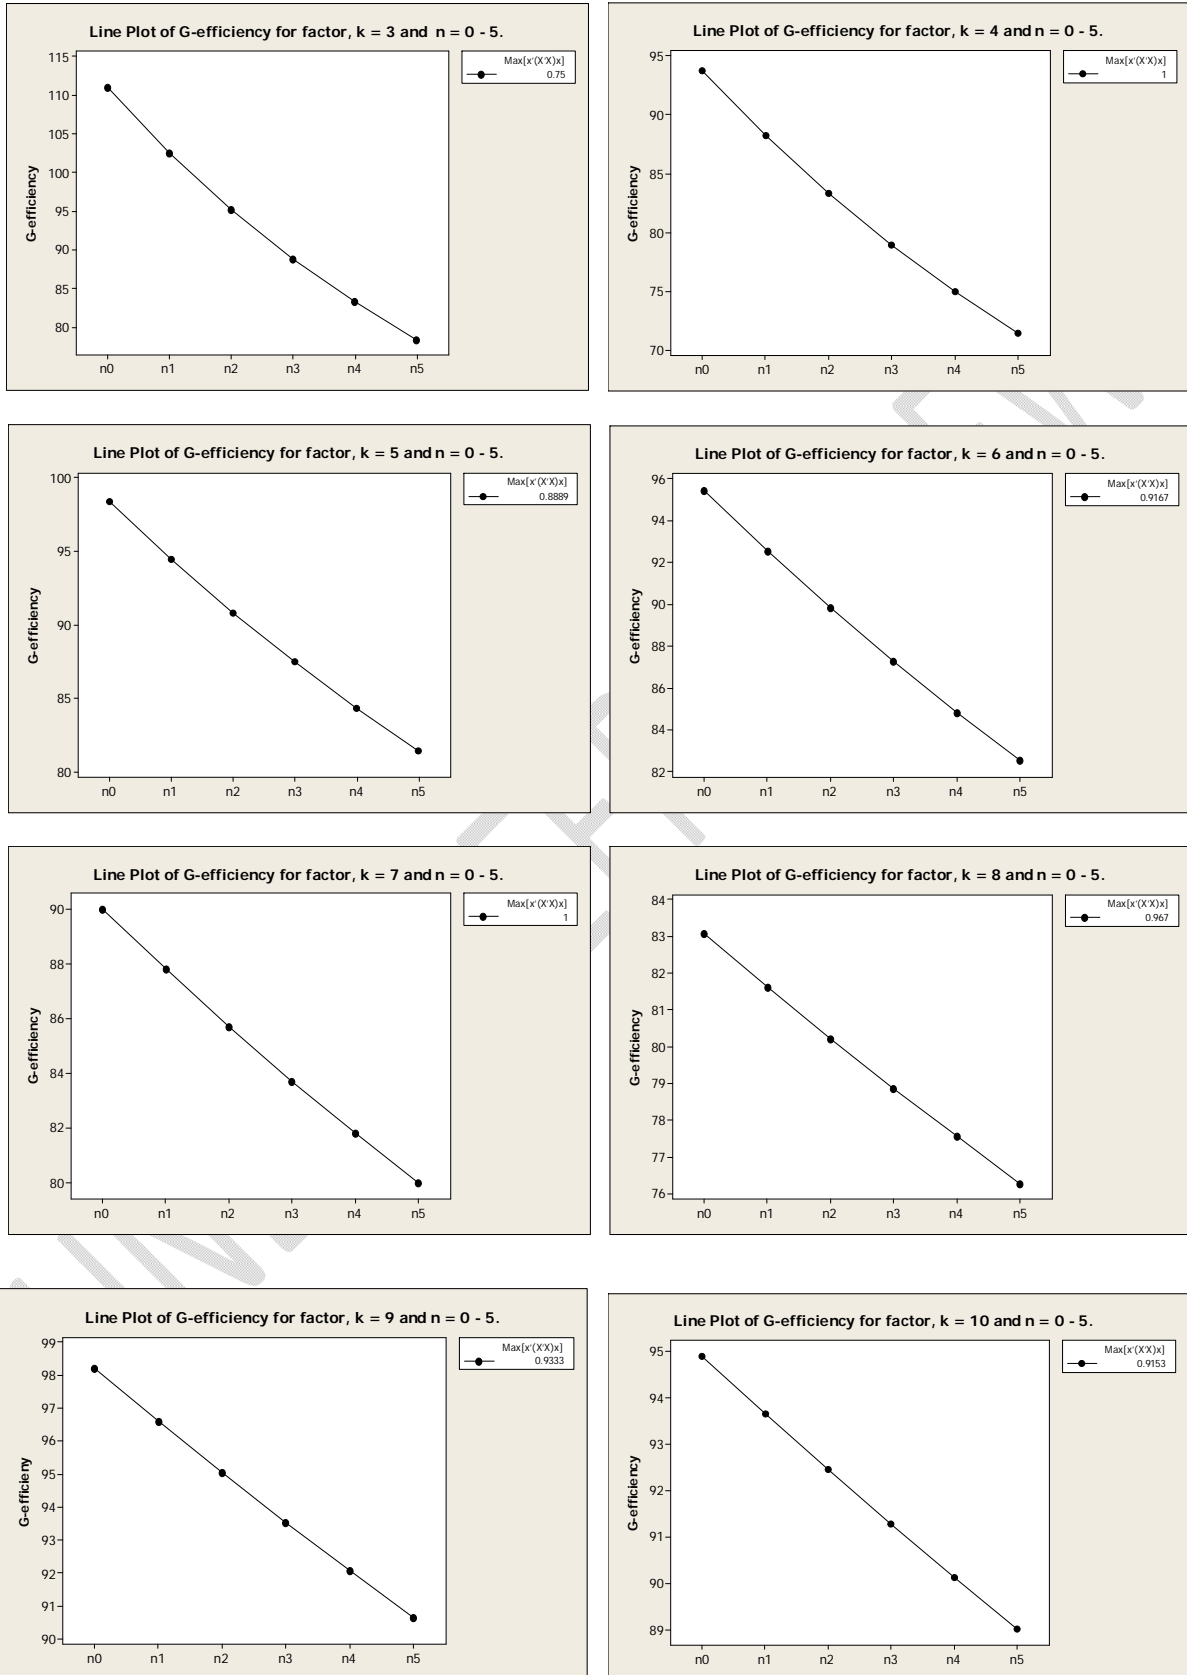 Line Plot of G-efficiency for factor, k = 3 and n = 0 - 5.
Max[x'(X'X)x]
0.75
G-efficiency
115
110
105
100
95
90
85
80
n0 n1 n2 n3 n4 n5
Line Plot of G-efficiency for factor, k = 4 and n = 0 - 5.
Max[x'(X'X)x]
1
G-efficiency
95
90
85
80
75
70
n0 n1 n2 n3 n4 n5
Line Plot of G-efficiency for factor, k = 5 and n = 0 - 5.
Max[x'(X'X)x]
0.8889
G-efficiency
100
95
90
85
80
n0 n1 n2 n3 n4 n5
Line Plot of G-efficiency for factor, k = 6 and n = 0 - 5.
Max[x'(X'X)x]
0.9167
G-efficiency
96
94
92
90
88
86
84
82
n0 n1 n2 n3 n4 n5
Line Plot of G-efficiency for factor, k = 7 and n = 0 - 5.
Max[x'(X'X)x]
1
G-efficiency
90
88
86
84
82
80
n0 n1 n2 n3 n4 n5
Line Plot of G-efficiency for factor, k = 8 and n = 0 - 5.
Max[x'(X'X)x]
0.967
G-efficiency
84
83
82
81
80
79
78
77
76
n0 n1 n2 n3 n4 n5
Line Plot of G-efficiency for factor, k = 9 and n = 0 - 5.
Max[x'(X'X)x]
0.9333
G-efficieny
99
98
97
96
95
94
93
92
91
90
n0 n1 n2 n3 n4 n5
Line Plot of G-efficiency for factor, k = 10 and n = 0 - 5.
Max[x'(X'X)x]
0.9153
G-efficiency
95
94
93
92
91
90
89
n0 n1 n2 n3 n4 n5